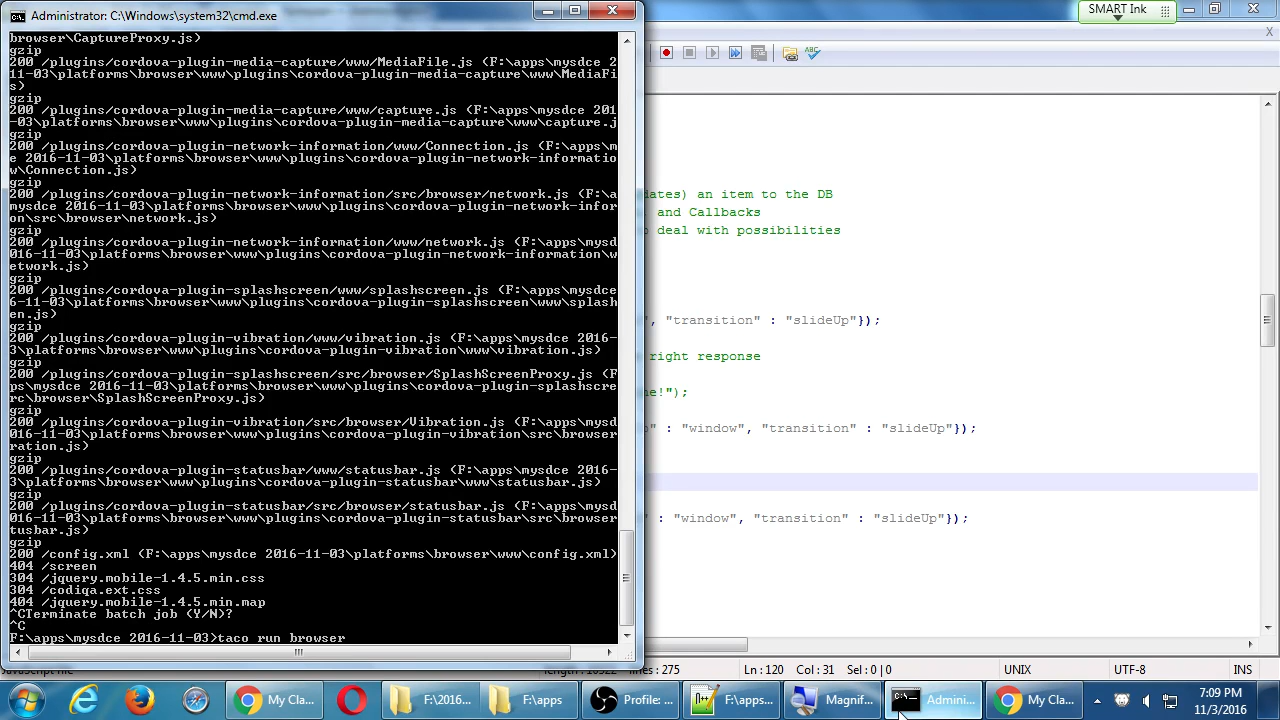 Administrator: C:\Windows\system32\cmd.exe
SMART Ink
browser\CaptureProxy.js)
gzip
200 /plugins/cordova-plugin-media-capture/www/MediaFile.js (F:\apps\mysdce 2
11-03\platforms\browser\www\plugins\cordova-plugin-media-capture\www\MediaFi
s)
gzip
200 /plugins/cordova-plugin-media-capture/www/capture.js (F:\apps\mysdce 201
-03\platforms\browser\www\plugins\cordova-plugin-media-capture\www\capture.j
gzip
200 /plugins/cordova-plugin-network-information/www/Connection.js (F:\apps\m
e 2016-11-03\platforms\browser\www\plugins\cordova-plugin-network-informatio
w\Connection.js)
gzip
200 /plugins/cordova-plugin-network-information/src/browser/network.js (F:\a
mysdce 2016-11-03\platforms\browser\www\plugins\cordova-plugin-network-infor
on\src\browser\network.js)
gzip
200 /plugins/cordova-plugin-network-information/www/network.js (F:\apps\mysd
016-11-03\platforms\browser\www\plugins\cordova-plugin-network-information\w
etwork.js)
gzip
200 /plugins/cordova-plugin-splashscreen/www/splashscreen.js (F:\apps\mysdce
6-11-03\platforms\browser\www\plugins\cordova-plugin-splashscreen\www\splash
en.js)
gzip
200 /plugins/cordova-plugin-vibration/www/vibration.js (F:\apps\mysdce 2016-
3\platforms\browser\www\plugins\cordova-plugin-vibration\www\vibration.js)
gzip
200 /plugins/cordova-plugin-splashscreen/src/browser/SplashScreenProxy.js (F
ps\mysdce 2016-11-03\platforms\browser\www\plugins\cordova-plugin-splashscre
rc\browser\SplashScreenProxy.js)
gzip
200 /plugins/cordova-plugin-vibration/src/browser/Vibration.js (F:\apps\mysd
016-11-03\platforms\browser\www\plugins\cordova-plugin-vibration\src\browser
ration.js)
gzip
200 /plugins/cordova-plugin-statusbar/www/statusbar.js (F:\apps\mysdce 2016-
3\platforms\browser\www\plugins\cordova-plugin-statusbar\www\statusbar.js)
gzip
200 /plugins/cordova-plugin-statusbar/src/browser/statusbar.js (F:\apps\mysd
016-11-03\platforms\browser\www\plugins\cordova-plugin-statusbar\src\browser
tusbar.js)
gzip
200 /config.xml (F:\apps\mysdce 2016-11-03\platforms\browser\www\config.xml)
404 /screen
304 /jquery.mobile-1.4.5.min.css
304 /codiqa.ext.css
404 /jquery.mobile-1.4.5.min.map
^CTerminate batch job (Y/N)?
^C
F:\apps\mysdce 2016-11-03>taco run browser
dates) an item to the DB
and Callbacks
deal with possibilities
", "transition" : "slideUp"});
right response
ne!");
" : "window", "transition" : "slideUp"});
" : "window", "transition" : "slideUp"});
lines : 275
Ln : 120 Col : 31 Sel : 0 | 0
UNIX
UTF-8
INS
My Cla...
F:\2016...
F:\apps
Profile: ...
F:\apps...
Magnif...
Admini...
My Cla...
7:09 PM
11/3/2016